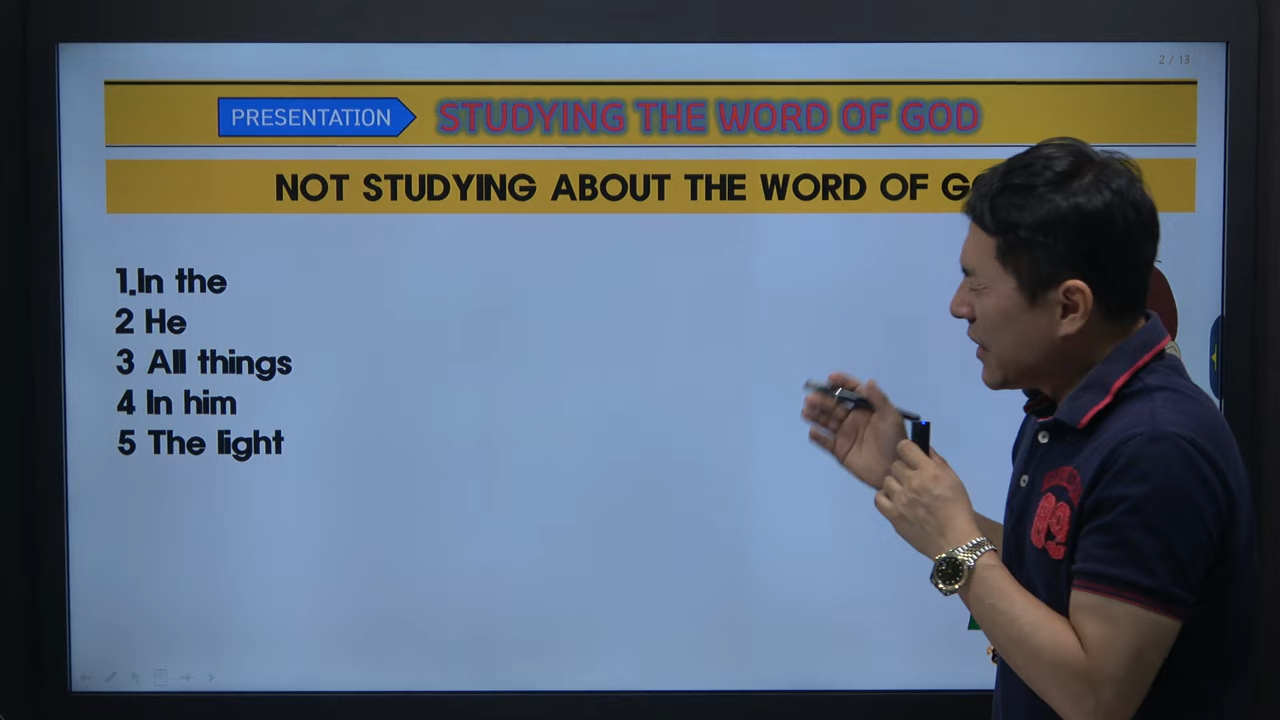 2 / 13
PRESENTATION
STUDYING THE WORD OF GOD
NOT STUDYING ABOUT THE WORD OF
1.In the
2 He
3 All things
4 In him
5 The light